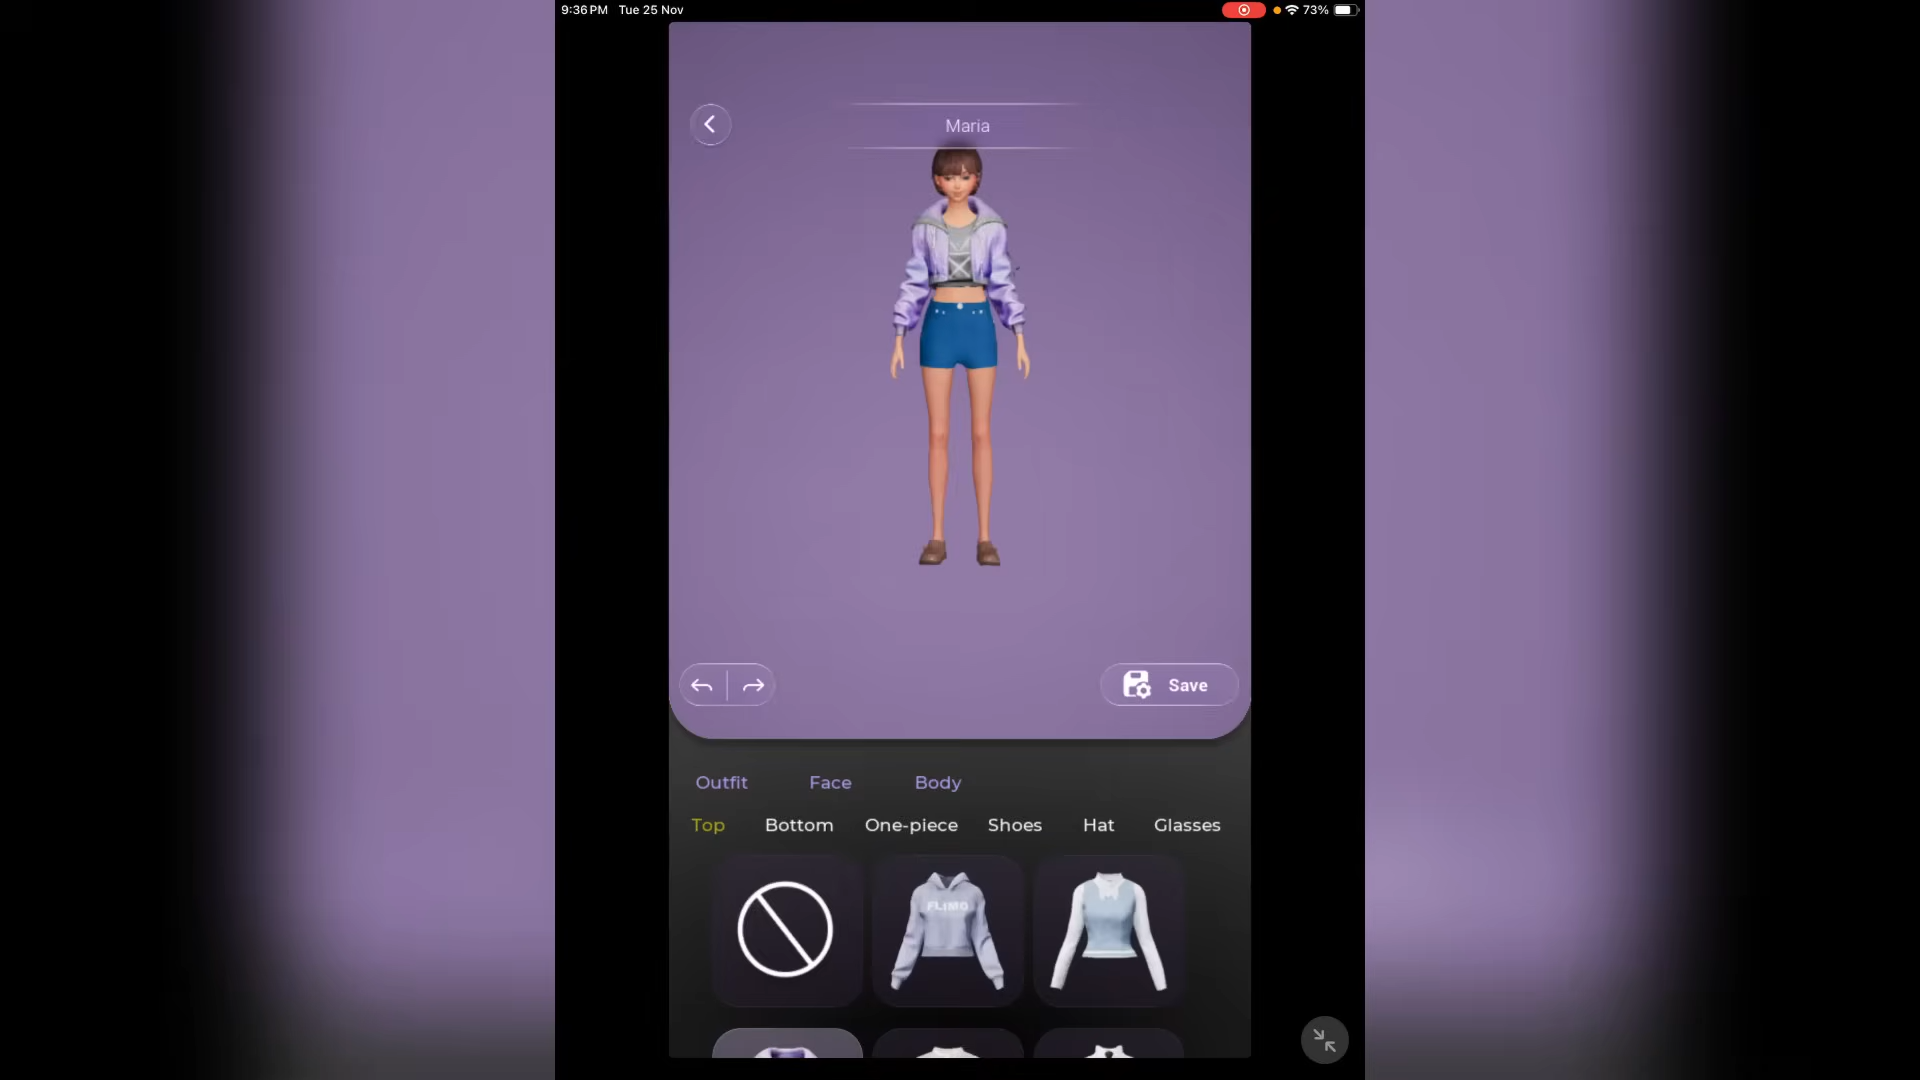 9:36 PM Tue 25 Nov 73%
Maria
Save
Outfit Face Body
Top Bottom One-piece Shoes Hat Glasses
FLIMO